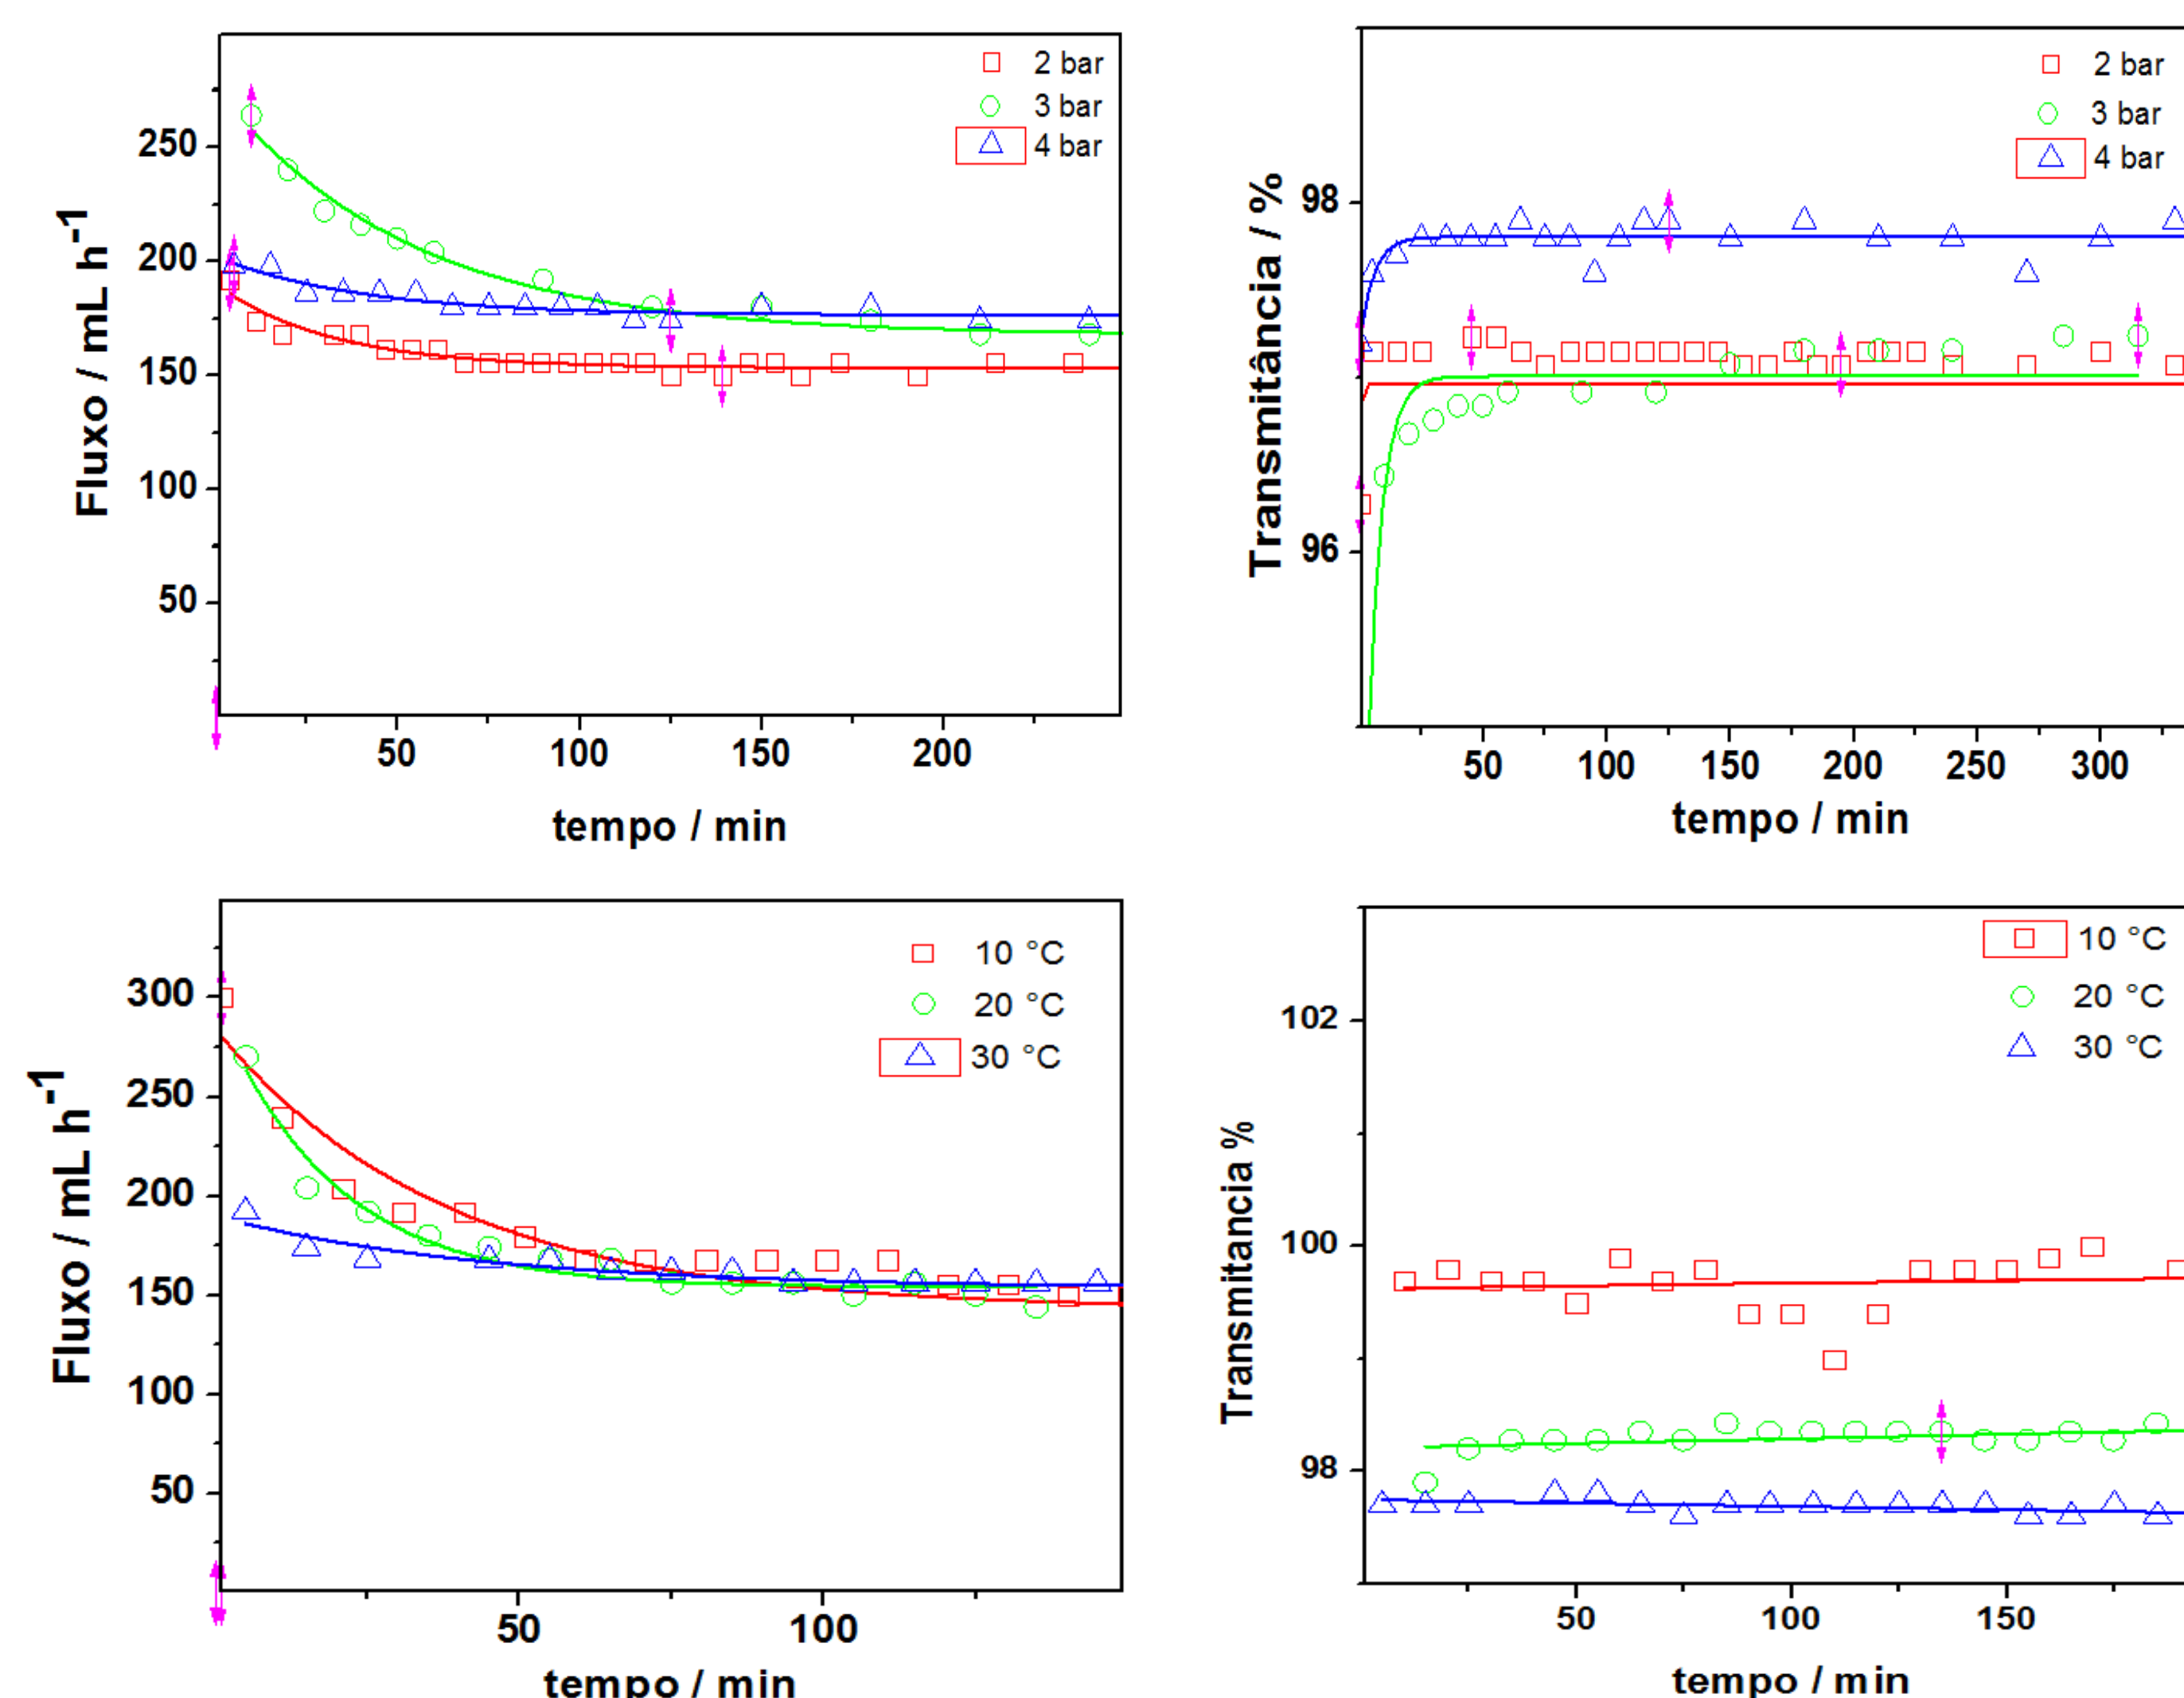 2 bar
3 bar
4 bar
250
200
150
100
50
Fluxo / mL h-1
50 100 150 200
tempo / min
2 bar
3 bar
4 bar
98
96
Transmitância / %
50 100 150 200 250 300
tempo / min
10 °C
20 °C
30 °C
300
250
200
150
100
50
Fluxo / mL h-1
50 100
tempo / min
10 °C
20 °C
30 °C
102
100
98
Transmitancia %
50 100 150
tempo / min